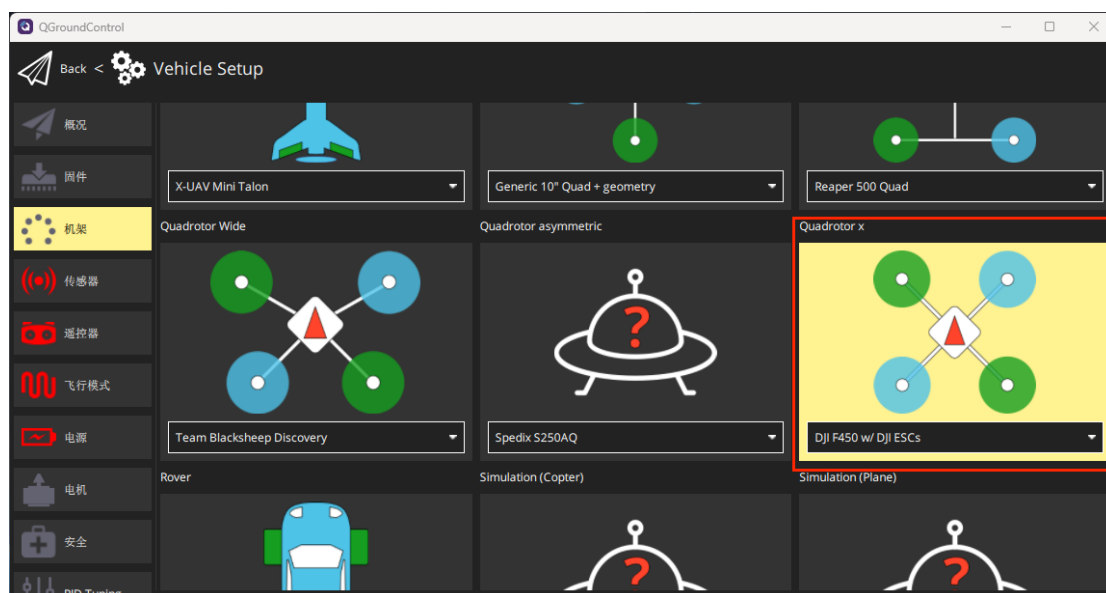 QGroundControl
Back < Vehicle Setup
概况
固件
机架
传感器
遥控器
飞行模式
电源
电机
安全
PID Tuning
X-UAV Mini Talon
Generic 10" Quad + geometry
Reaper 500 Quad
Quadrotor Wide
Quadrotor asymmetric
Quadrotor x
Team Blacksheep Discovery
Spedix S250AQ
DJI F450 w/ DJI ESCs
Rover
Simulation (Copter)
Simulation (Plane)